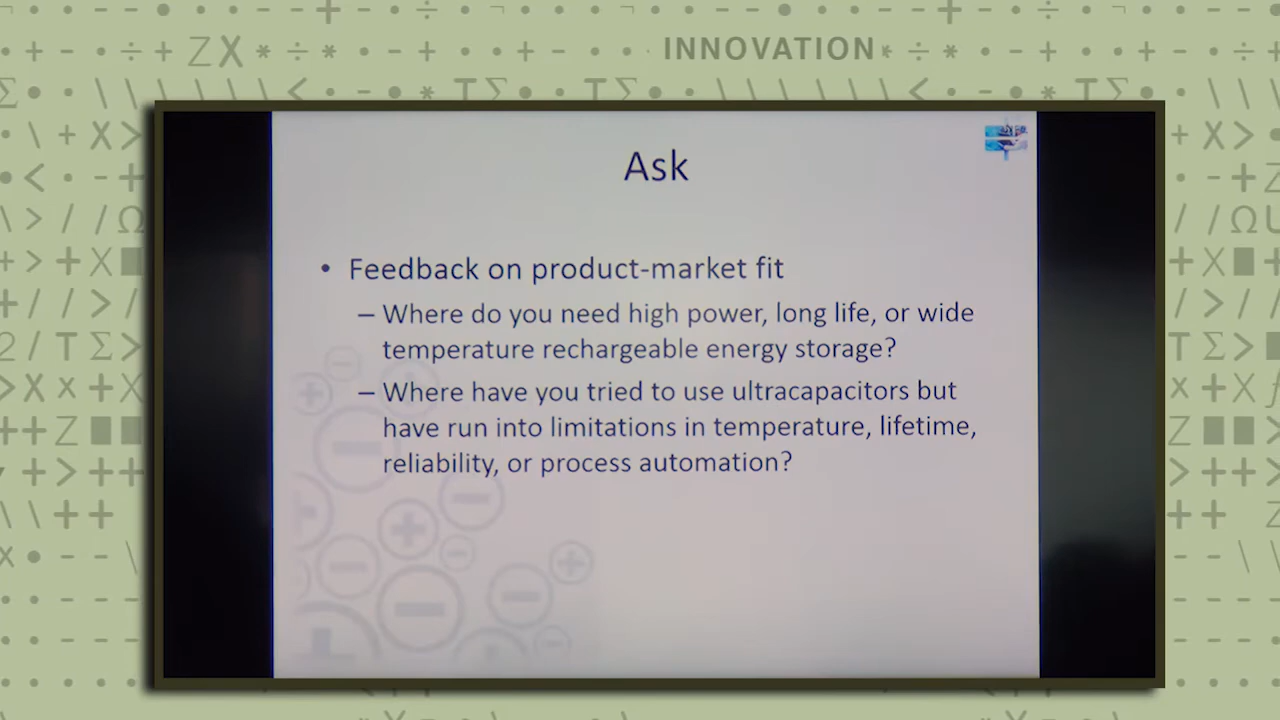 INNOVATION
Ask
• Feedback on product-market fit
– Where do you need high power, long life, or wide
temperature rechargeable energy storage?
– Where have you tried to use ultracapacitors but
have run into limitations in temperature, lifetime,
reliability, or process automation?